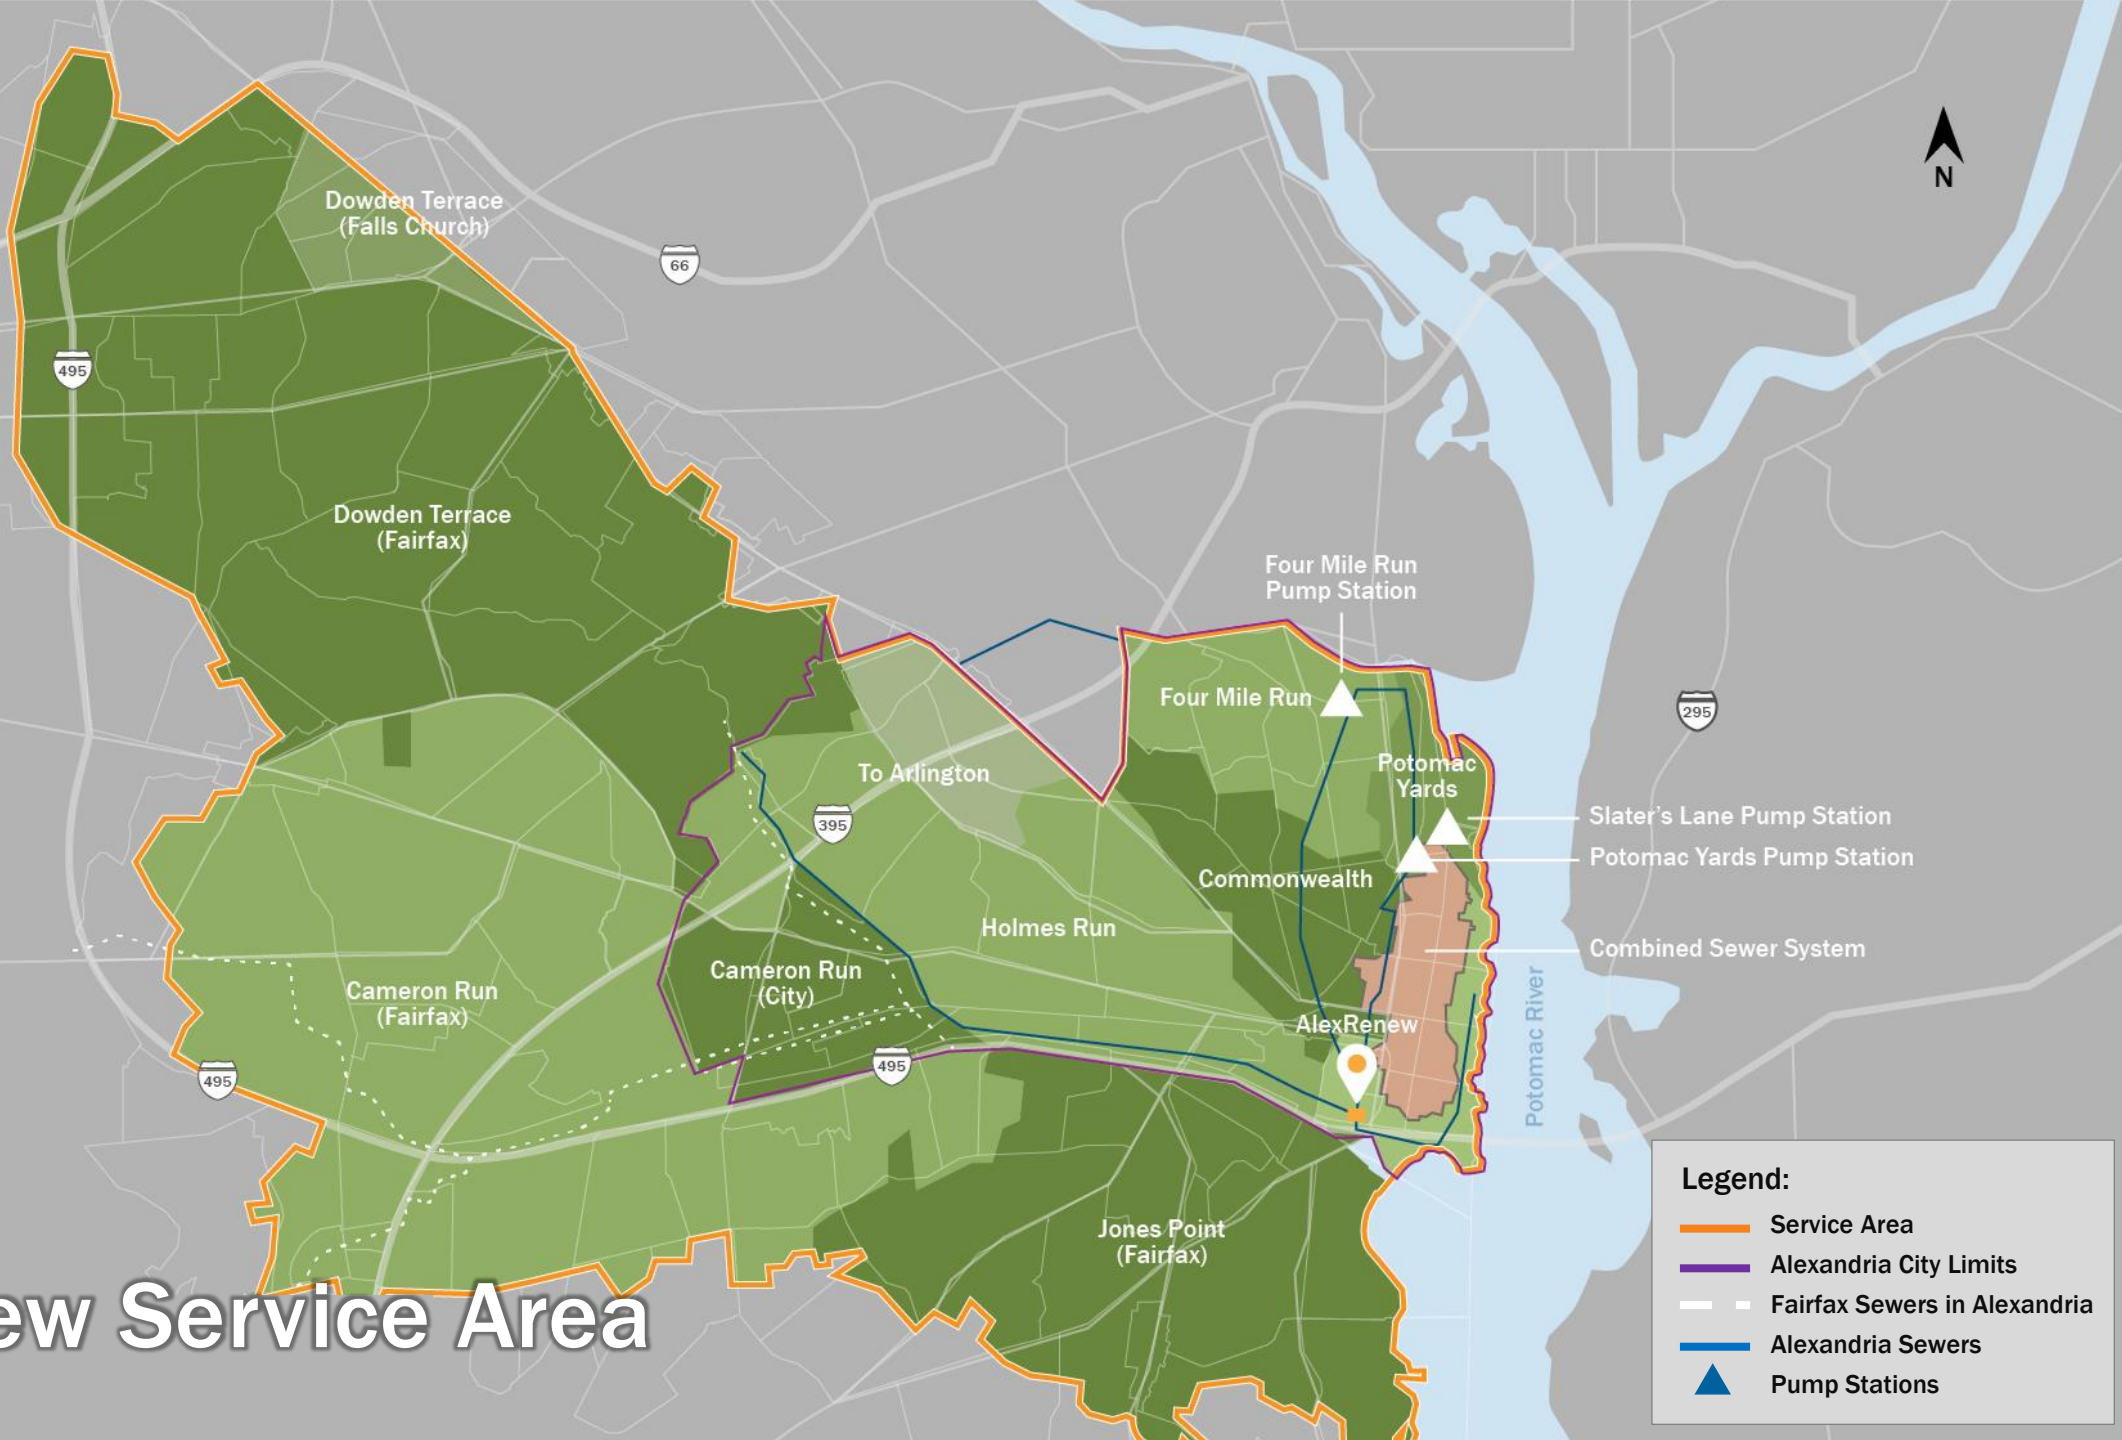 Dowden Terrace
(Falls Church)
66
N
495
Dowden Terrace
(Fairfax)
Four Mile Run
Pump Station
Four Mile Run
295
Potomac
Yards
To Arlington
395
Slater's Lane Pump Station
Potomac Yards Pump Station
Commonwealth
Holmes Run
Combined Sewer System
Cameron Run
(City)
Cameron Run
(Fairfax)
AlexRenew
Potomac River
495
495
Jones Point
(Fairfax)
ew Service Area
Legend:
Service Area
Alexandria City Limits
Fairfax Sewers in Alexandria
Alexandria Sewers
Pump Stations